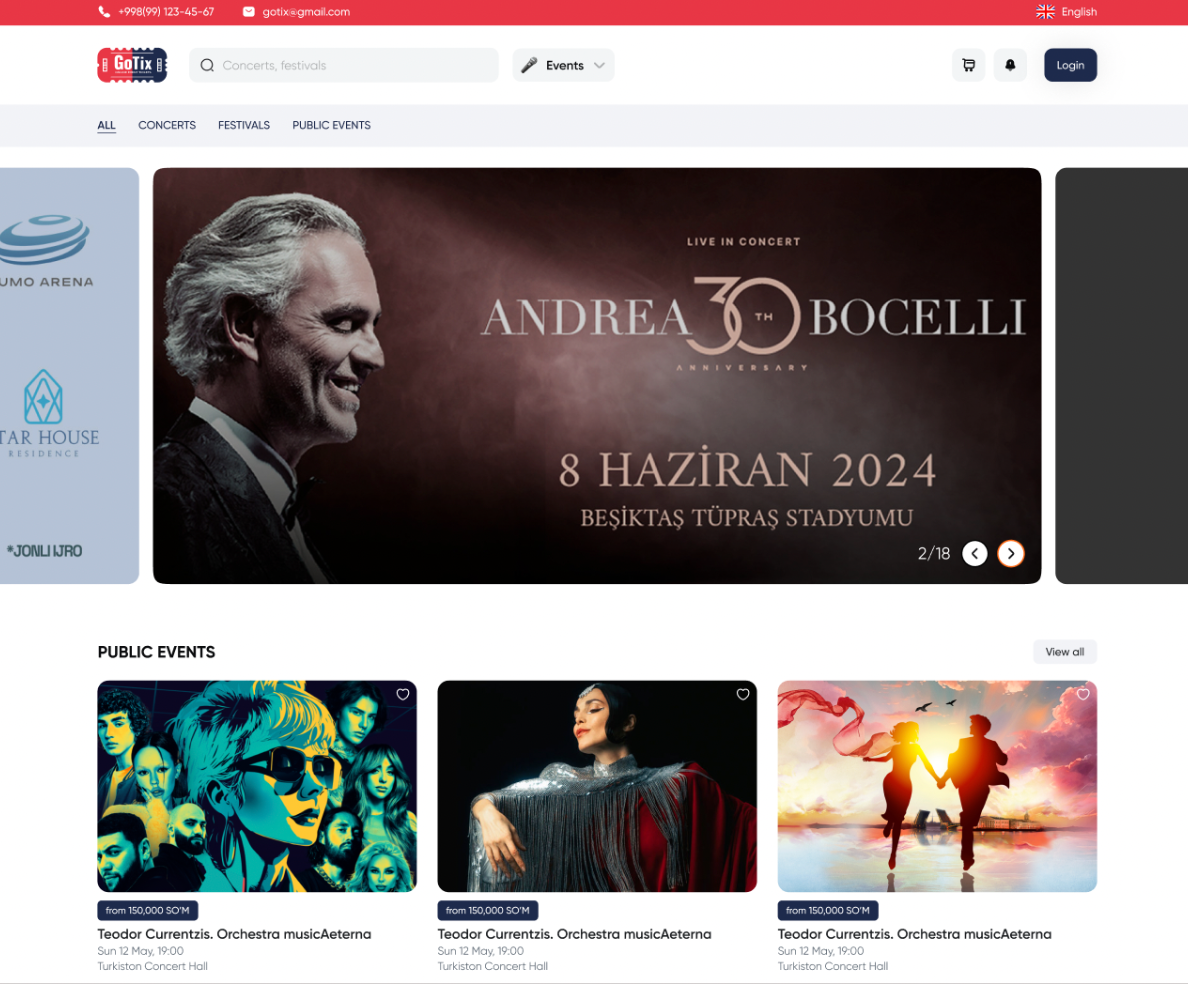 +998(99) 123-45-67
gotix@gmail.com
English
GoTix
Concerts, festivals
Events
Login
ALL
CONCERTS
FESTIVALS
PUBLIC EVENTS
UMO ARENA
TAR HOUSE
RESIDENCE
*JONLI IJRO
LIVE IN CONCERT
ANDREA 30TH BOCELLI
ANNIVERSARY
8 HAZİRAN 2024
BEŞİKTAŞ TÜPRAŞ STADYUMU
2/18
PUBLIC EVENTS
View all
from 150,000 SO'M
Teodor Currentzis. Orchestra musicAeterna
Sun 12 May, 19:00
Turkiston Concert Hall
from 150,000 SO'M
Teodor Currentzis. Orchestra musicAeterna
Sun 12 May, 19:00
Turkiston Concert Hall
from 150,000 SO'M
Teodor Currentzis. Orchestra musicAeterna
Sun 12 May, 19:00
Turkiston Concert Hall